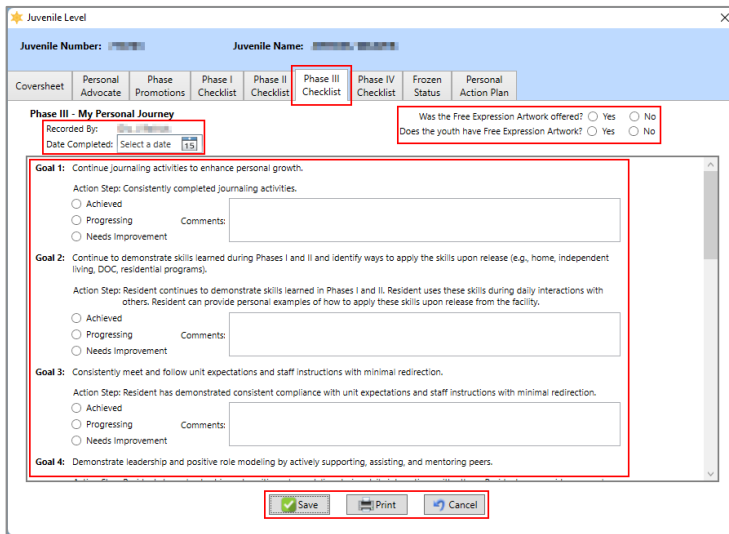 Juvenile Level
Juvenile Number:
Juvenile Name:
Coversheet
Personal Advocate
Phase Promotions
Phase I Checklist
Phase II Checklist
Phase III Checklist
Phase IV Checklist
Frozen Status
Personal Action Plan
Phase III - My Personal Journey
Was the Free Expression Artwork offered? Yes No
Recorded By:
Does the youth have Free Expression Artwork? Yes No
Date Completed: Select a date 15
Goal 1: Continue journaling activities to enhance personal growth.
Action Step: Consistently completed journaling activities.
Achieved
Progressing Comments:
Needs Improvement
Goal 2: Continue to demonstrate skills learned during Phases I and II and identify ways to apply the skills upon release (e.g., home, independent
living, DOC, residential programs).
Action Step: Resident continues to demonstrate skills learned in Phases I and II. Resident uses these skills during daily interactions with
others. Resident can provide personal examples of how to apply these skills upon release from the facility.
Achieved
Progressing Comments:
Needs Improvement
Goal 3: Consistently meet and follow unit expectations and staff instructions with minimal redirection.
Action Step: Resident has demonstrated consistent compliance with unit expectations and staff instructions with minimal redirection.
Achieved
Progressing Comments:
Needs Improvement
Goal 4: Demonstrate leadership and positive role modeling by actively supporting, assisting, and mentoring peers.
Save Print Cancel